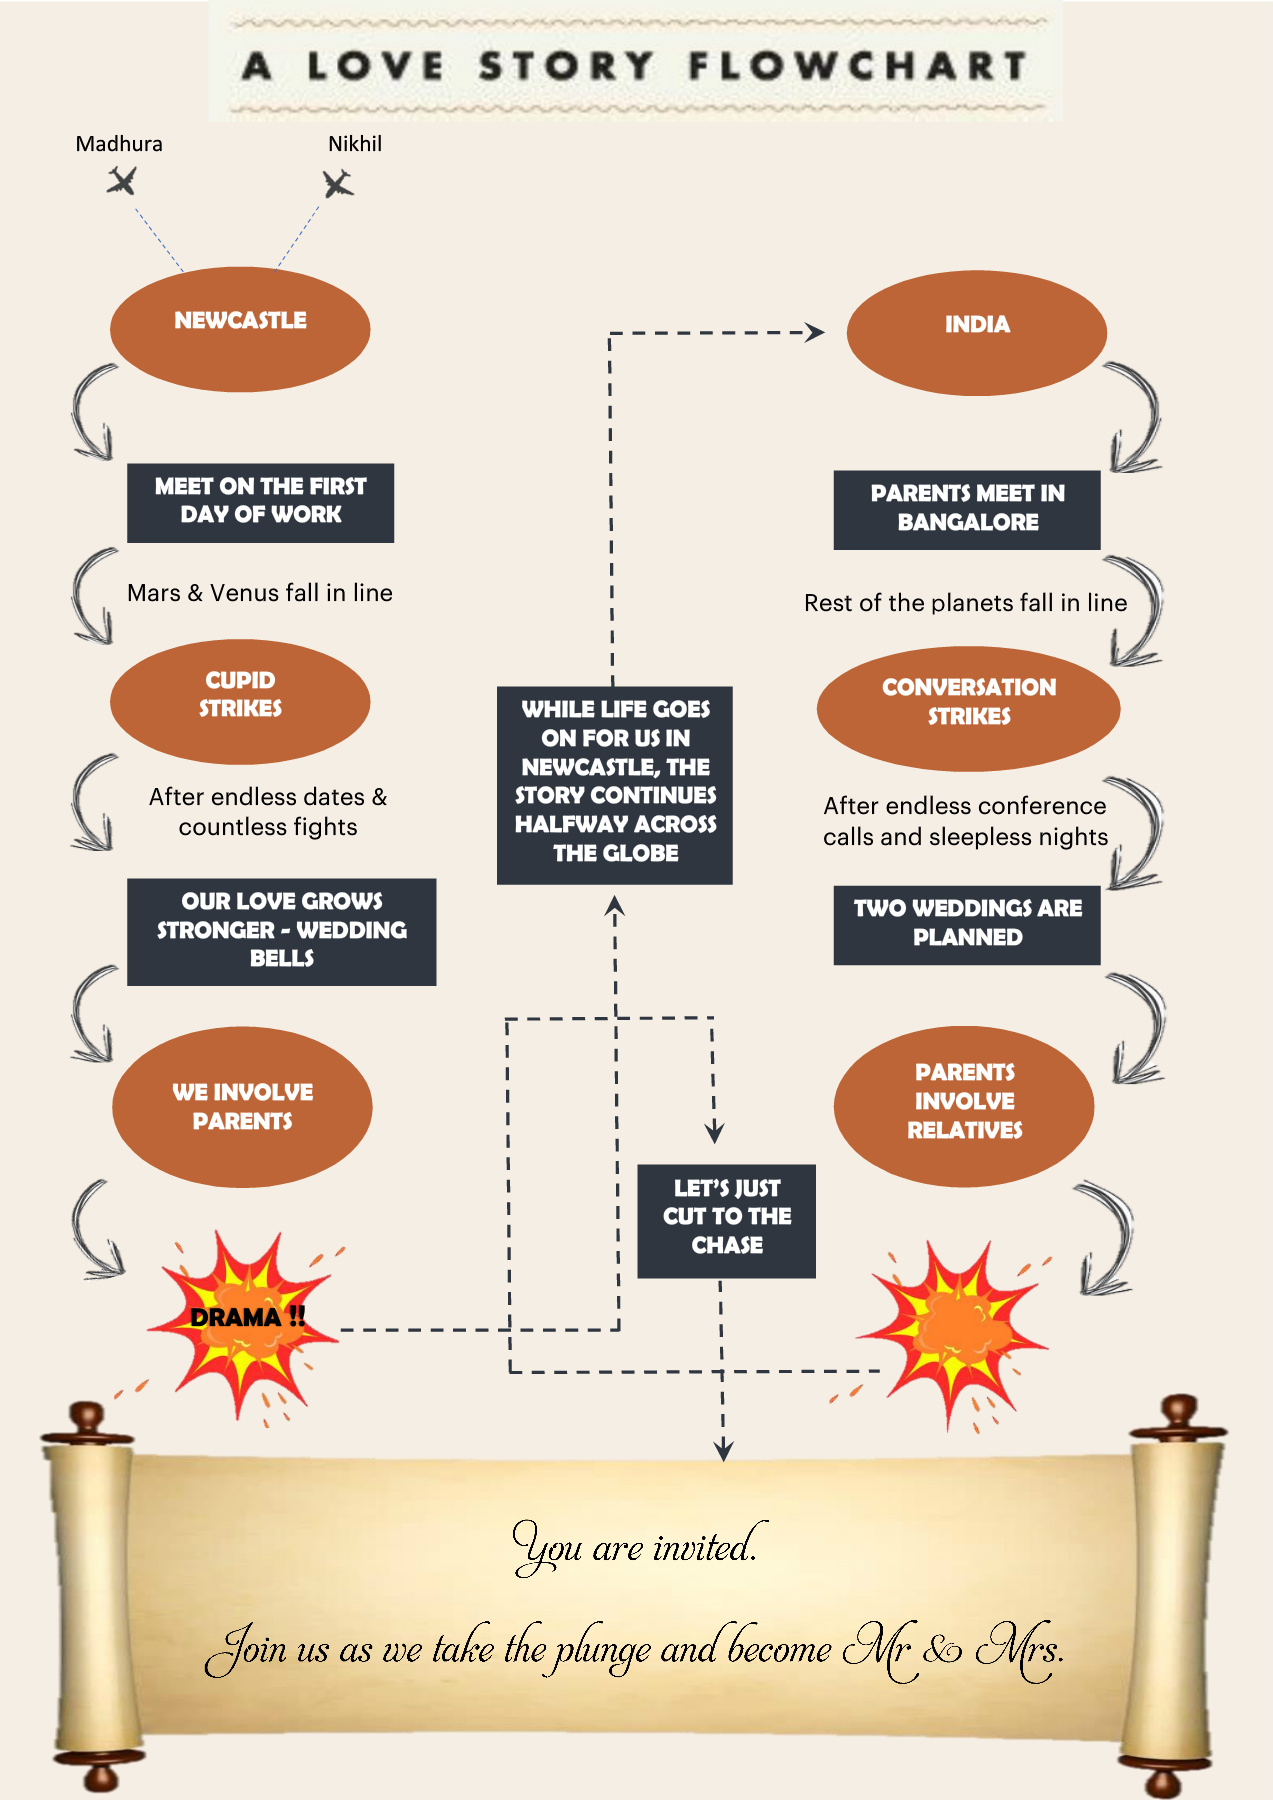 A LOVE STORY FLOWCHART
Madhura
Nikhil
NEWCASTLE
MEET ON THE FIRST
DAY OF WORK
Mars & Venus fall in line
CUPID
STRIKES
After endless dates &
countless fights
OUR LOVE GROWS
STRONGER - WEDDING
BELLS
WE INVOLVE
PARENTS
DRAMA !!
WHILE LIFE GOES
ON FOR US IN
NEWCASTLE, THE
STORY CONTINUES
HALFWAY ACROSS
THE GLOBE
INDIA
PARENTS MEET IN
BANGALORE
Rest of the planets fall in line
CONVERSATION
STRIKES
After endless conference
calls and sleepless nights
TWO WEDDINGS ARE
PLANNED
PARENTS
INVOLVE
RELATIVES
LET'S JUST
CUT TO THE
CHASE
You are invited.
Join us as we take the plunge and become Mr & Mrs.